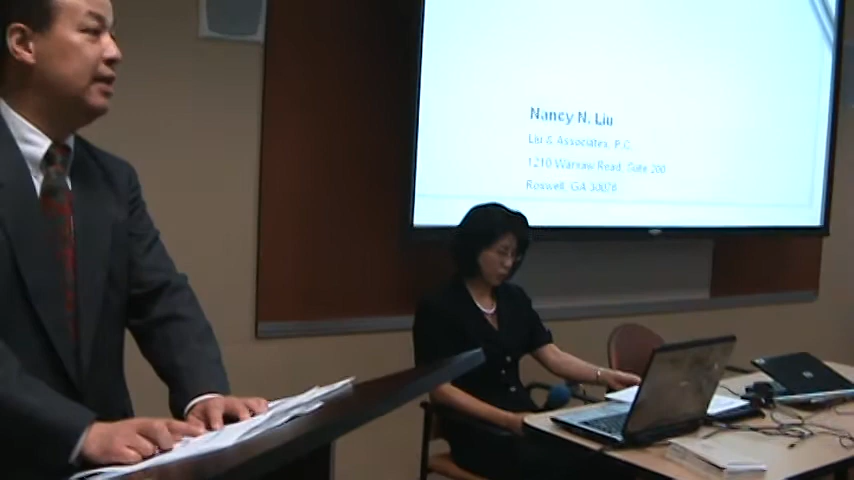 Nancy N. Liu
Liu & Associates, P.C.
1210 Warsaw Road, Suite 200
Roswell, GA 30076